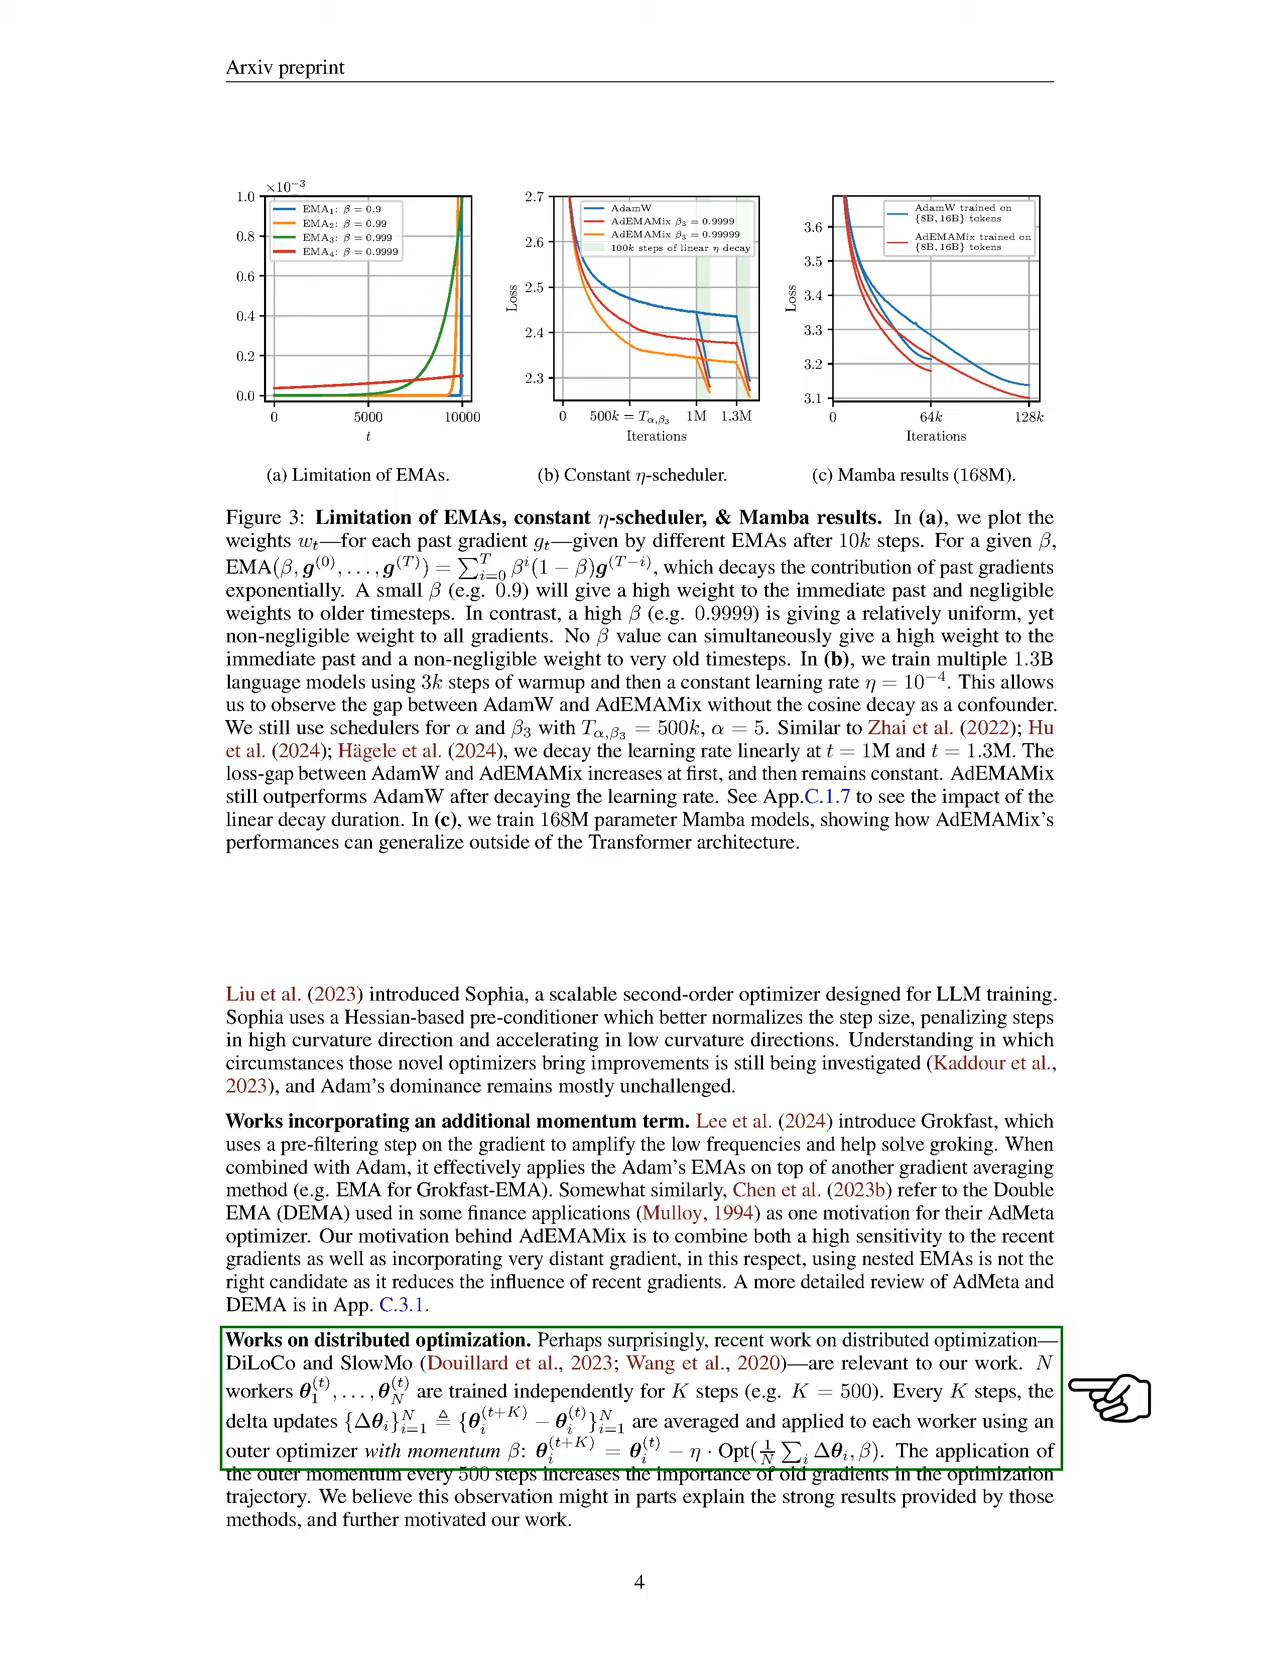 Arxiv preprint
×10⁻³
1.0
0.8
0.6
0.4
0.2
0.0
EMA₁: β = 0.9
EMA₂: β = 0.99
EMA₃: β = 0.999
EMA₄: β = 0.9999
0 5000 10000
t
(a) Limitation of EMAs.
2.7
2.6
2.5
2.4
2.3
Loss
AdamW
AdEMAMix β₃ = 0.9999
AdEMAMix β₃ = 0.99999
100k steps of linear η decay
0 500k = T_{α,β₃} 1M 1.3M
Iterations
(b) Constant η-scheduler.
3.6
3.5
3.4
3.3
3.2
3.1
Loss
AdamW trained on
{8B, 16B} tokens
AdEMAMix trained on
{8B, 16B} tokens
0 64k 128k
Iterations
(c) Mamba results (168M).
Figure 3: Limitation of EMAs, constant η-scheduler, & Mamba results. In (a), we plot the
weights w_t—for each past gradient g_t—given by different EMAs after 10k steps. For a given β,
EMA(β, g^(0), . . . , g^(T)) = ∑_{i=0}^T β^i(1 − β)g^(T−i), which decays the contribution of past gradients
exponentially. A small β (e.g. 0.9) will give a high weight to the immediate past and negligible
weights to older timesteps. In contrast, a high β (e.g. 0.9999) is giving a relatively uniform, yet
non-negligible weight to all gradients. No β value can simultaneously give a high weight to the
immediate past and a non-negligible weight to very old timesteps. In (b), we train multiple 1.3B
language models using 3k steps of warmup and then a constant learning rate η = 10⁻⁴. This allows
us to observe the gap between AdamW and AdEMAMix without the cosine decay as a confounder.
We still use schedulers for α and β₃ with T_{α,β₃} = 500k, α = 5. Similar to Zhai et al. (2022); Hu
et al. (2024); Hägele et al. (2024), we decay the learning rate linearly at t = 1M and t = 1.3M. The
loss-gap between AdamW and AdEMAMix increases at first, and then remains constant. AdEMAMix
still outperforms AdamW after decaying the learning rate. See App.C.1.7 to see the impact of the
linear decay duration. In (c), we train 168M parameter Mamba models, showing how AdEMAMix's
performances can generalize outside of the Transformer architecture.
Liu et al. (2023) introduced Sophia, a scalable second-order optimizer designed for LLM training.
Sophia uses a Hessian-based pre-conditioner which better normalizes the step size, penalizing steps
in high curvature direction and accelerating in low curvature directions. Understanding in which
circumstances those novel optimizers bring improvements is still being investigated (Kaddour et al.,
2023), and Adam's dominance remains mostly unchallenged.
Works incorporating an additional momentum term. Lee et al. (2024) introduce Grokfast, which
uses a pre-filtering step on the gradient to amplify the low frequencies and help solve groking. When
combined with Adam, it effectively applies the Adam's EMAs on top of another gradient averaging
method (e.g. EMA for Grokfast-EMA). Somewhat similarly, Chen et al. (2023b) refer to the Double
EMA (DEMA) used in some finance applications (Mulloy, 1994) as one motivation for their AdMeta
optimizer. Our motivation behind AdEMAMix is to combine both a high sensitivity to the recent
gradients as well as incorporating very distant gradient, in this respect, using nested EMAs is not the
right candidate as it reduces the influence of recent gradients. A more detailed review of AdMeta and
DEMA is in App. C.3.1.
Works on distributed optimization. Perhaps surprisingly, recent work on distributed optimization—
DiLoCo and SlowMo (Douillard et al., 2023; Wang et al., 2020)—are relevant to our work. N
workers θ_1^(t), . . . , θ_N^(t) are trained independently for K steps (e.g. K = 500). Every K steps, the
delta updates {Δθ_i}_{i=1}^N ≜ {θ_i^(t+K) − θ_i^(t)}_{i=1}^N are averaged and applied to each worker using an
outer optimizer with momentum β: θ_i^(t+K) = θ_i^(t) − η · Opt(1/N ∑_i Δθ_i, β). The application of
the outer momentum every 500 steps increases the importance of old gradients in the optimization
trajectory. We believe this observation might in parts explain the strong results provided by those
methods, and further motivated our work.
4